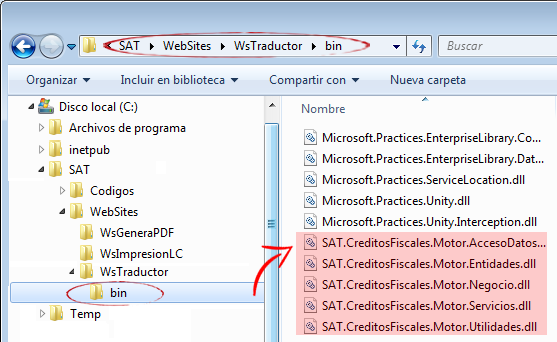 SAT WebSites WsTraductor bin
Buscar
Organizar Incluir en biblioteca Compartir con Nueva carpeta
Disco local (C:)
Archivos de programa
inetpub
SAT
Codigos
WebSites
WsGeneraPDF
WsImpresionLC
WsTraductor
bin
Temp
Nombre
Microsoft.Practices.EnterpriseLibrary.Co...
Microsoft.Practices.EnterpriseLibrary.Dat...
Microsoft.Practices.ServiceLocation.dll
Microsoft.Practices.Unity.dll
Microsoft.Practices.Unity.Interception.dll
SAT.CreditosFiscales.Motor.AccesoDatos...
SAT.CreditosFiscales.Motor.Entidades.dll
SAT.CreditosFiscales.Motor.Negocio.dll
SAT.CreditosFiscales.Motor.Servicios.dll
SAT.CreditosFiscales.Motor.Utilidades.dll